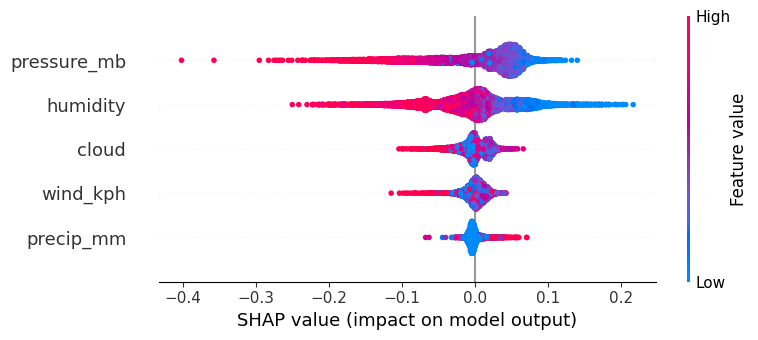 High
pressure_mb
humidity
cloud
wind_kph
precip_mm
Feature value
Low
−0.4 −0.3 −0.2 −0.1 0.0 0.1 0.2
SHAP value (impact on model output)